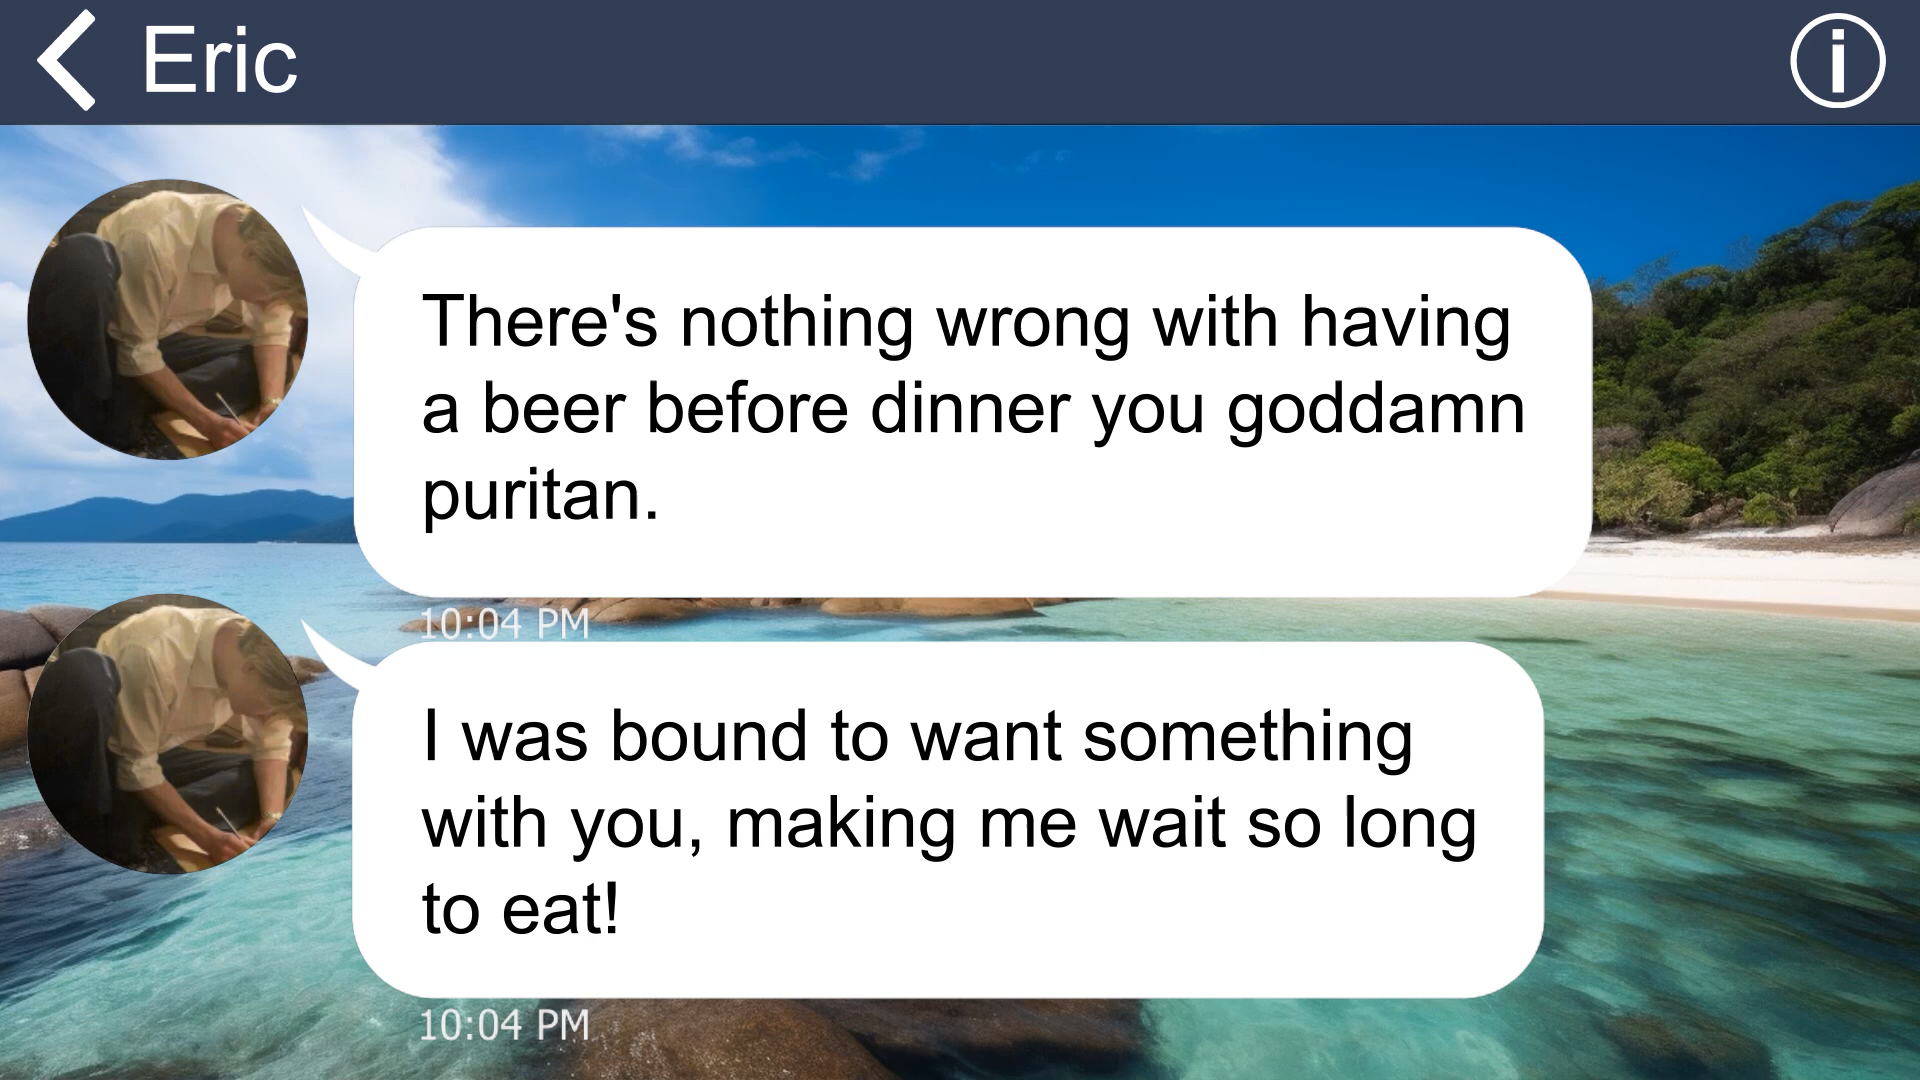 Eric
There's nothing wrong with having
a beer before dinner you goddamn
puritan.
10:04 PM
I was bound to want something
with you, making me wait so long
to eat!
10:04 PM